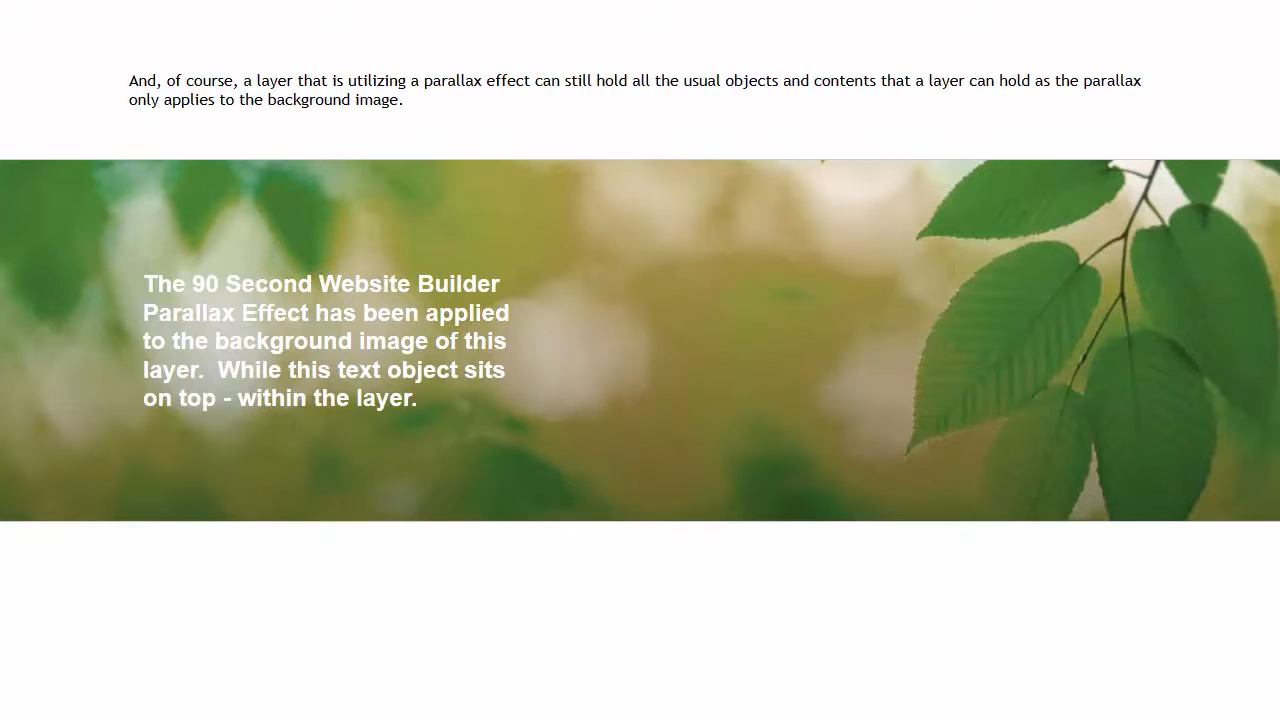 And, of course, a layer that is utilizing a parallax effect can still hold all the usual objects and contents that a layer can hold as the parallax
only applies to the background image.
The 90 Second Website Builder
Parallax Effect has been applied
to the background image of this
layer.  While this text object sits
on top - within the layer.